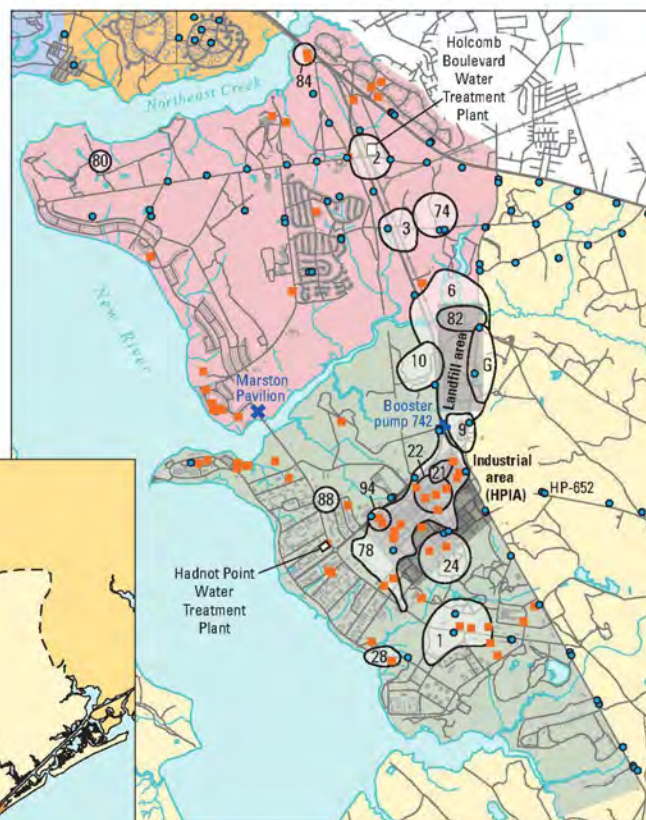 Holcomb
Boulevard
Water
Treatment
Plant
Northeast Creek
84
80
2
74
3
6
82
New River
10
Landfill area
6
Marston
Pavilion
Booster
pump 742
9
22
21
Industrial
area
(HPIA)
HP-652
88
94
78
24
Hadnot Point
Water
Treatment
Plant
1
28